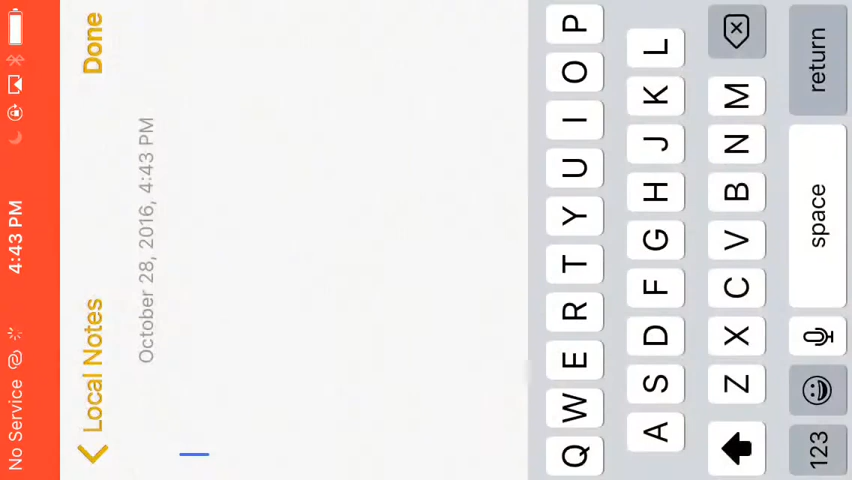 No Service 4:43 PM
Local Notes Done
October 28, 2016, 4:43 PM
Q W E R T Y U I O P
A S D F G H J K L
Z X C V B N M
123 space return